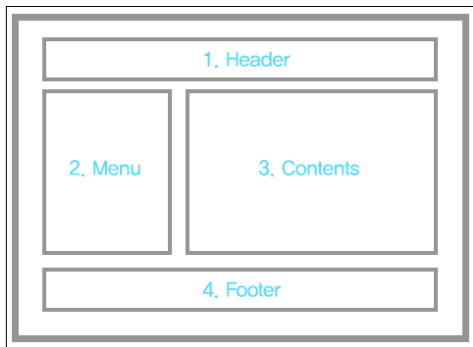 1. Header
2. Menu
3. Contents
4. Footer